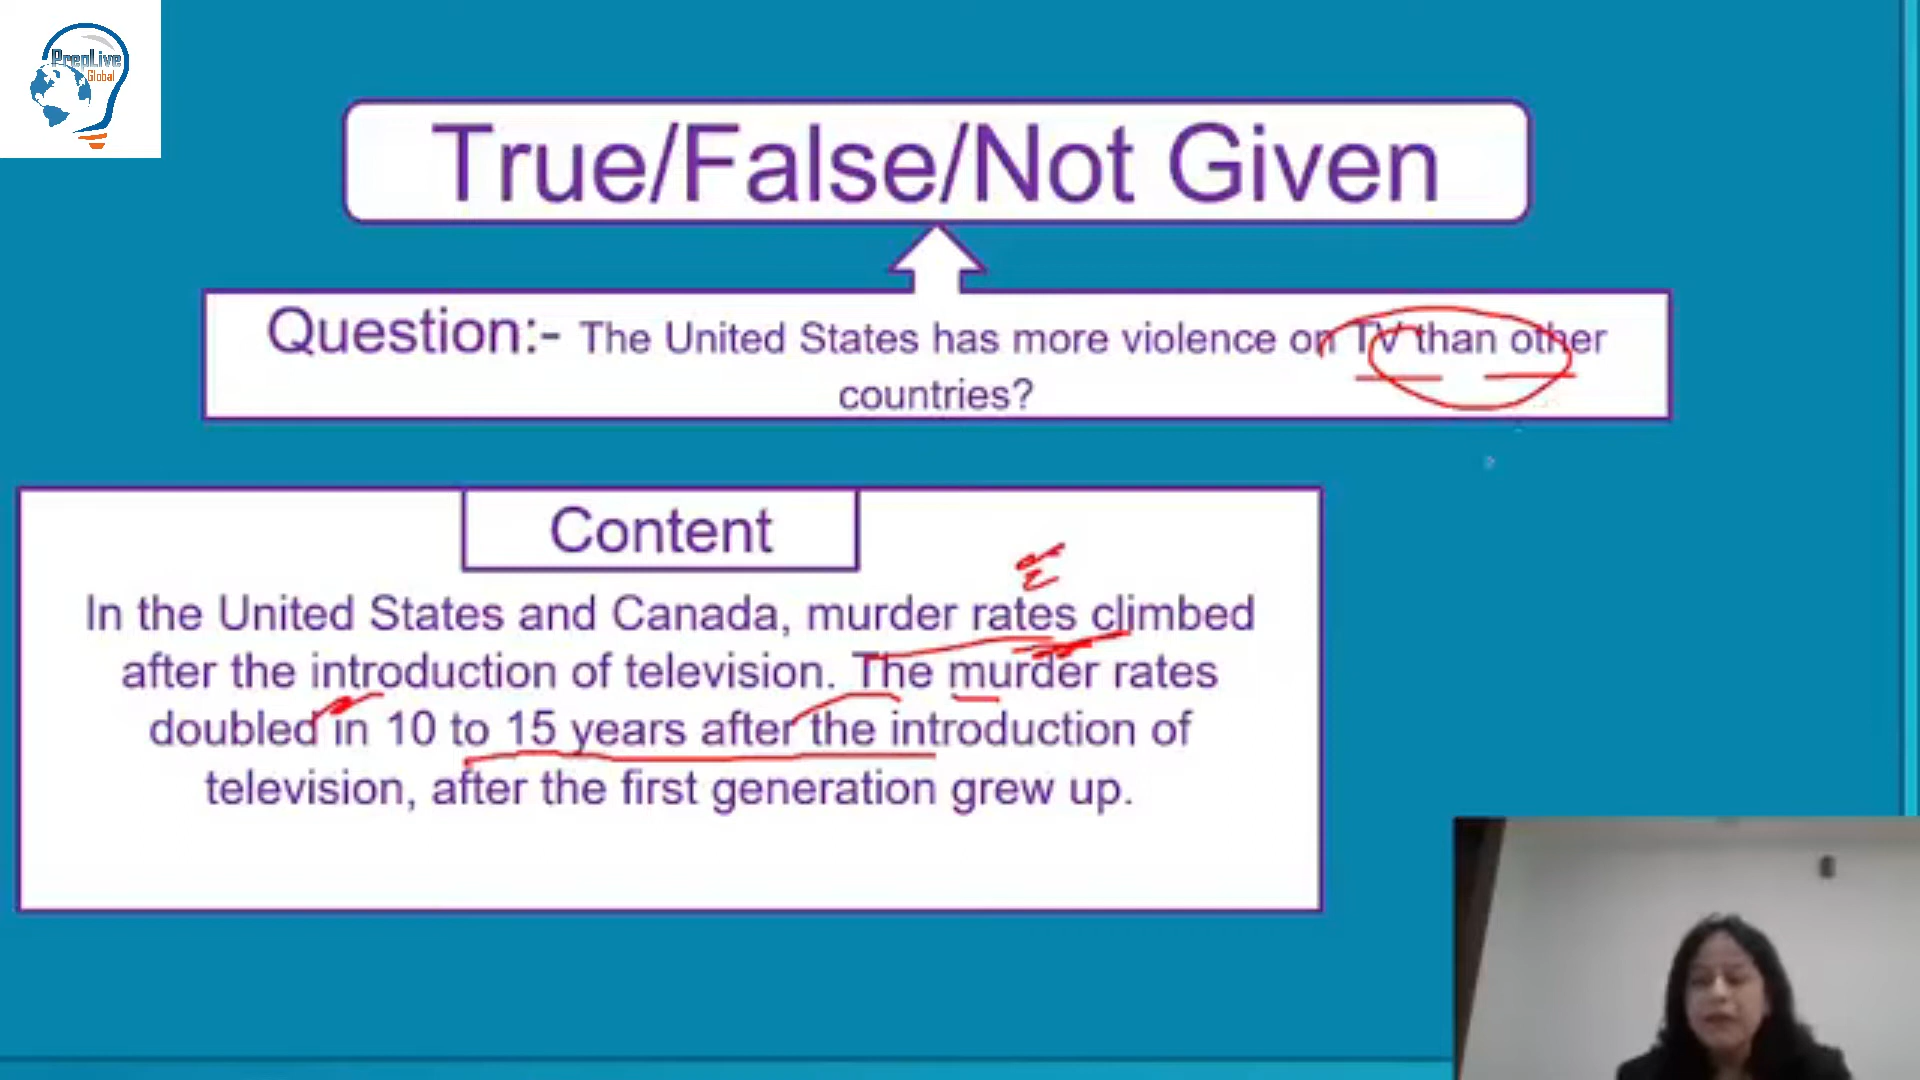 PrepLive
Global
True/False/Not Given
Question:- The United States has more violence on TV than other
countries?
Content
In the United States and Canada, murder rates climbed
after the introduction of television. The murder rates
doubled in 10 to 15 years after the introduction of
television, after the first generation grew up.